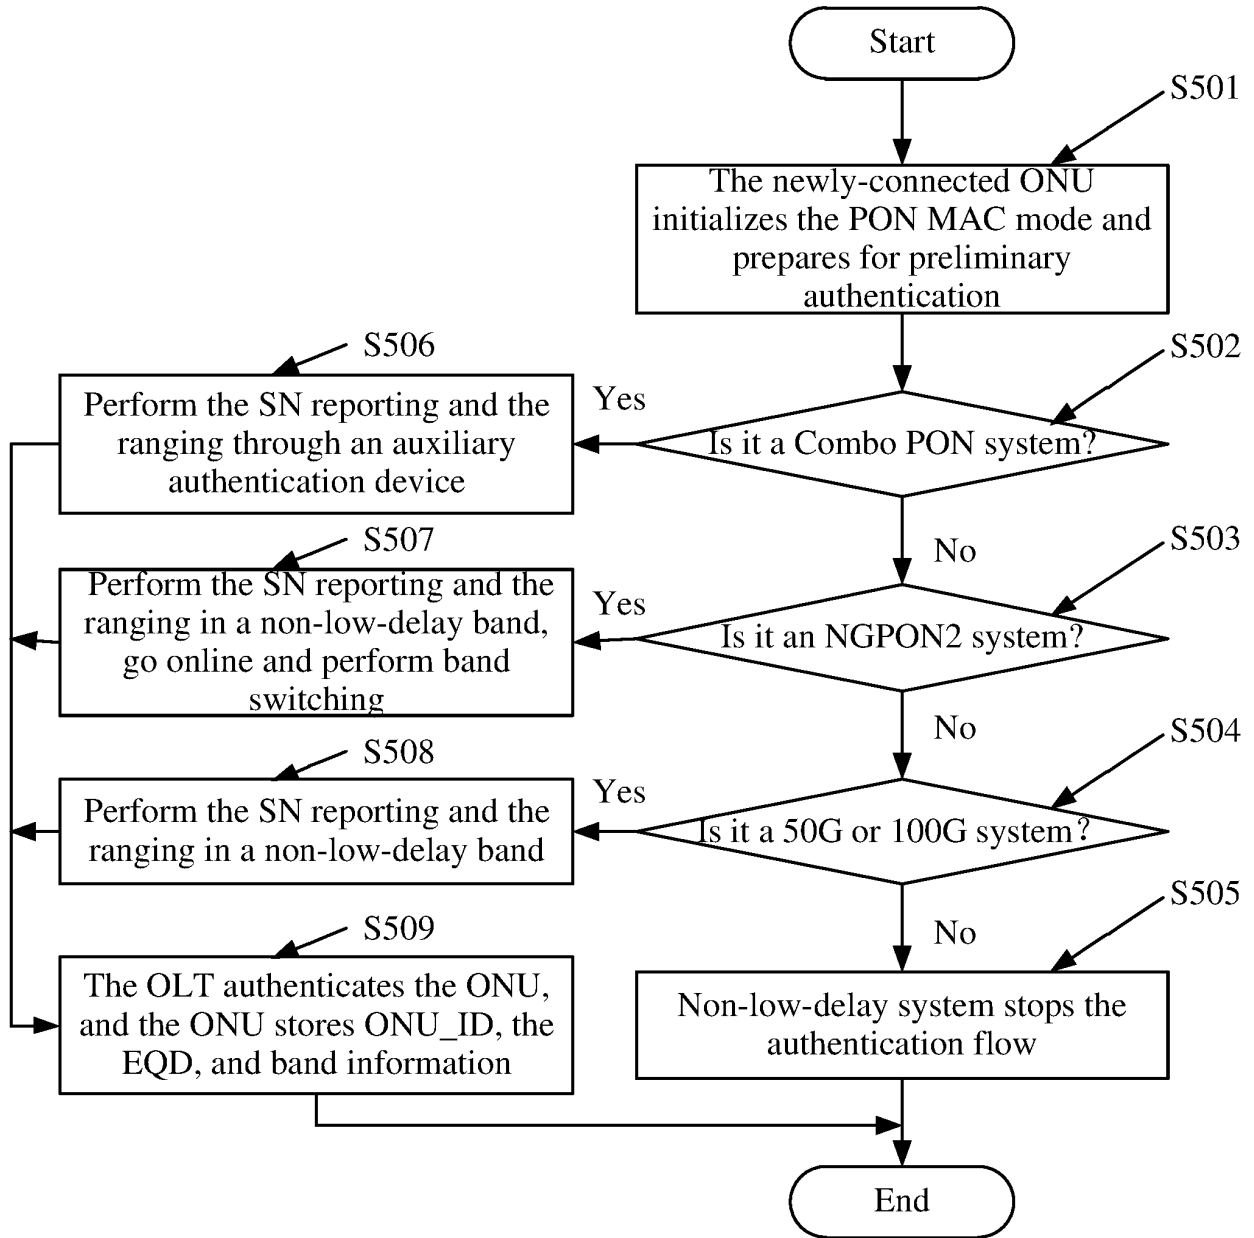 Start
S501
The newly-connected ONU
initializes the PON MAC mode and
prepares for preliminary
authentication
S502
Is it a Combo PON system?
Yes
S506
Perform the SN reporting and the
ranging through an auxiliary
authentication device
No
S503
Is it an NGPON2 system?
Yes
S507
Perform the SN reporting and the
ranging in a non-low-delay band,
go online and perform band
switching
No
S504
Is it a 50G or 100G system?
Yes
S508
Perform the SN reporting and the
ranging in a non-low-delay band
No
S505
Non-low-delay system stops the
authentication flow
S509
The OLT authenticates the ONU,
and the ONU stores ONU_ID, the
EQD, and band information
End